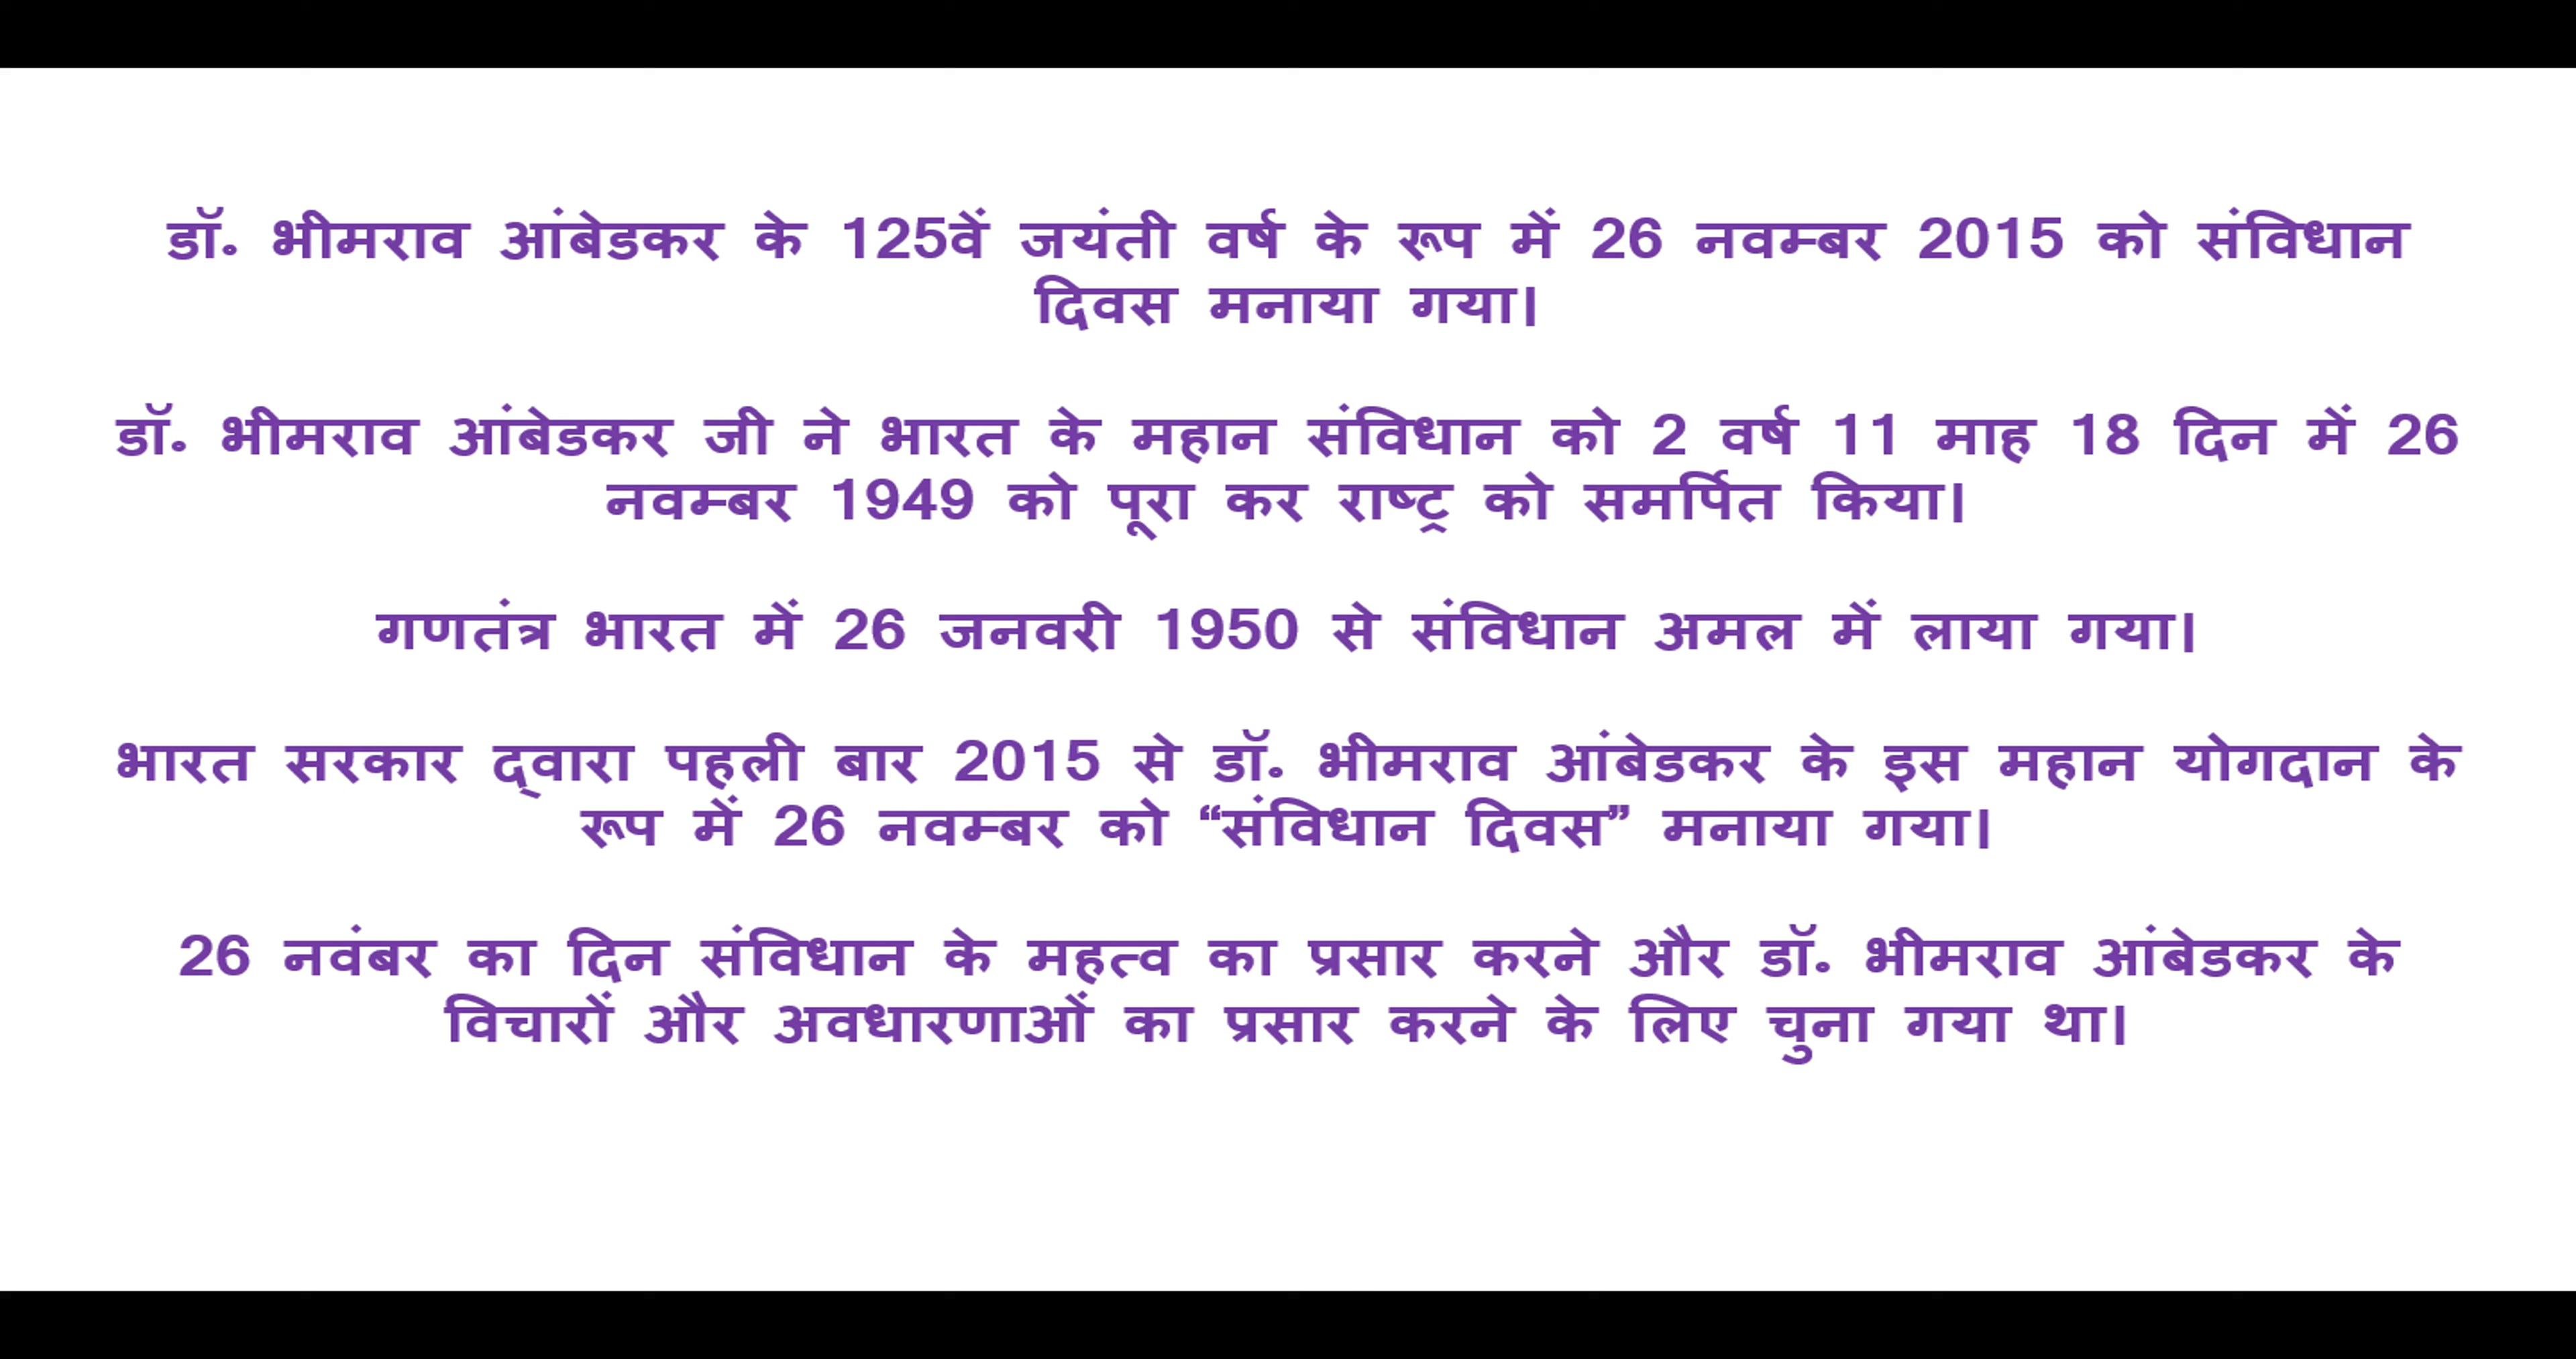 डॉ. भीमराव आंबेडकर के 125वें जयंती वर्ष के रूप में 26 नवम्बर 2015 को संविधान
दिवस मनाया गया।
डॉ. भीमराव आंबेडकर जी ने भारत के महान संविधान को 2 वर्ष 11 माह 18 दिन में 26
नवम्बर 1949 को पूरा कर राष्ट्र को समर्पित किया।
गणतंत्र भारत में 26 जनवरी 1950 से संविधान अमल में लाया गया।
भारत सरकार द्वारा पहली बार 2015 से डॉ. भीमराव आंबेडकर के इस महान योगदान के
रूप में 26 नवम्बर को “संविधान दिवस” मनाया गया।
26 नवंबर का दिन संविधान के महत्व का प्रसार करने और डॉ. भीमराव आंबेडकर के
विचारों और अवधारणाओं का प्रसार करने के लिए चुना गया था।